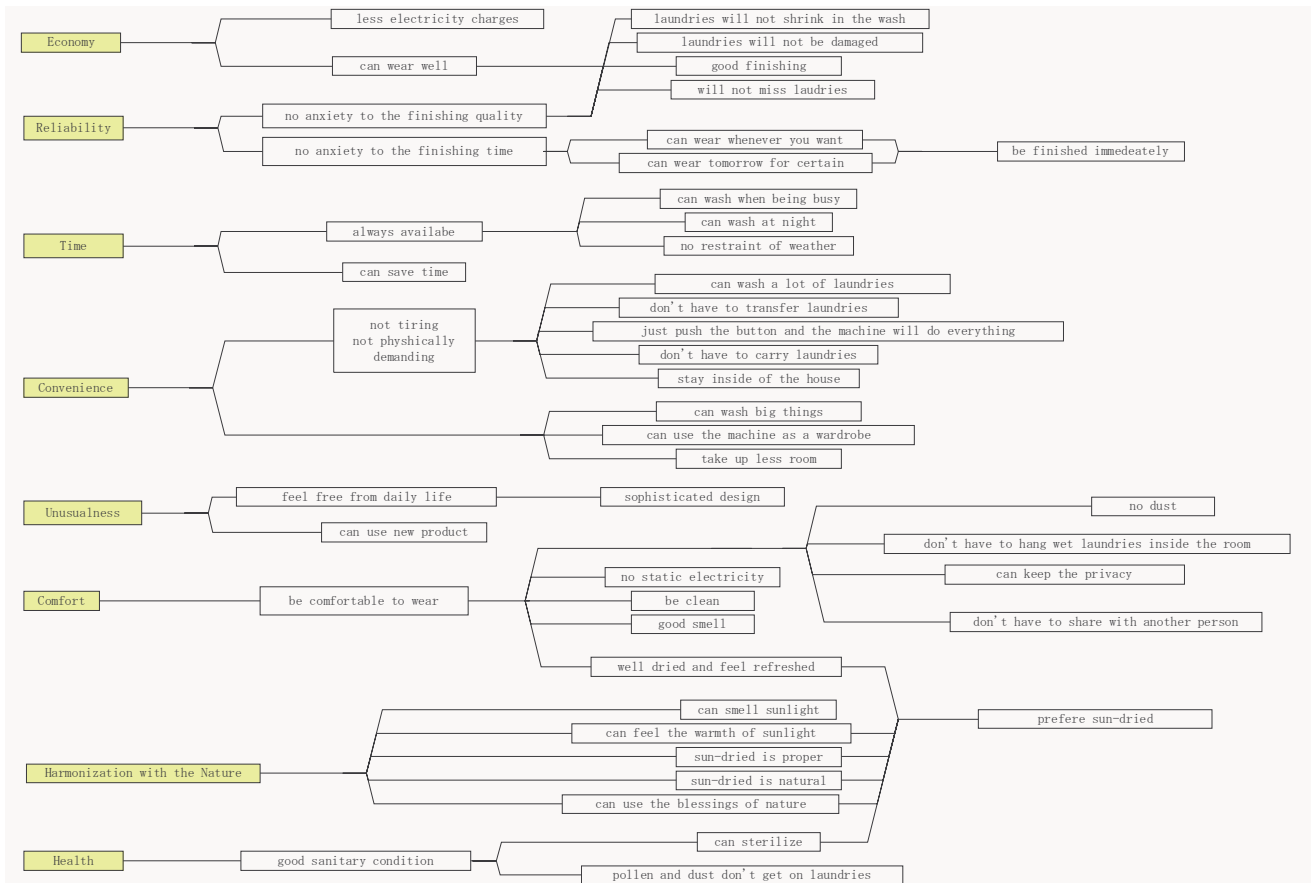 Economy
less electricity charges
can wear well
laundries will not shrink in the wash
laundries will not be damaged
good finishing
will not miss laudries
Reliability
no anxiety to the finishing quality
no anxiety to the finishing time
can wear whenever you want
can wear tomorrow for certain
be finished immedeately
Time
always availabe
can save time
can wash when being busy
can wash at night
no restraint of weather
Convenience
not tiring
not physhically
demanding
can wash a lot of laundries
don't have to transfer laundries
just push the button and the machine will do everything
don't have to carry laundries
stay inside of the house
can wash big things
can use the machine as a wardrobe
take up less room
Unusualness
feel free from daily life
sophisticated design
can use new product
Comfort
be comfortable to wear
no static electricity
be clean
good smell
well dried and feel refreshed
no dust
don't have to hang wet laundries inside the room
can keep the privacy
don't have to share with another person
Harmonization with the Nature
can smell sunlight
can feel the warmth of sunlight
sun-dried is proper
sun-dried is natural
can use the blessings of nature
prefere sun-dried
Health
good sanitary condition
can sterilize
pollen and dust don't get on laundries